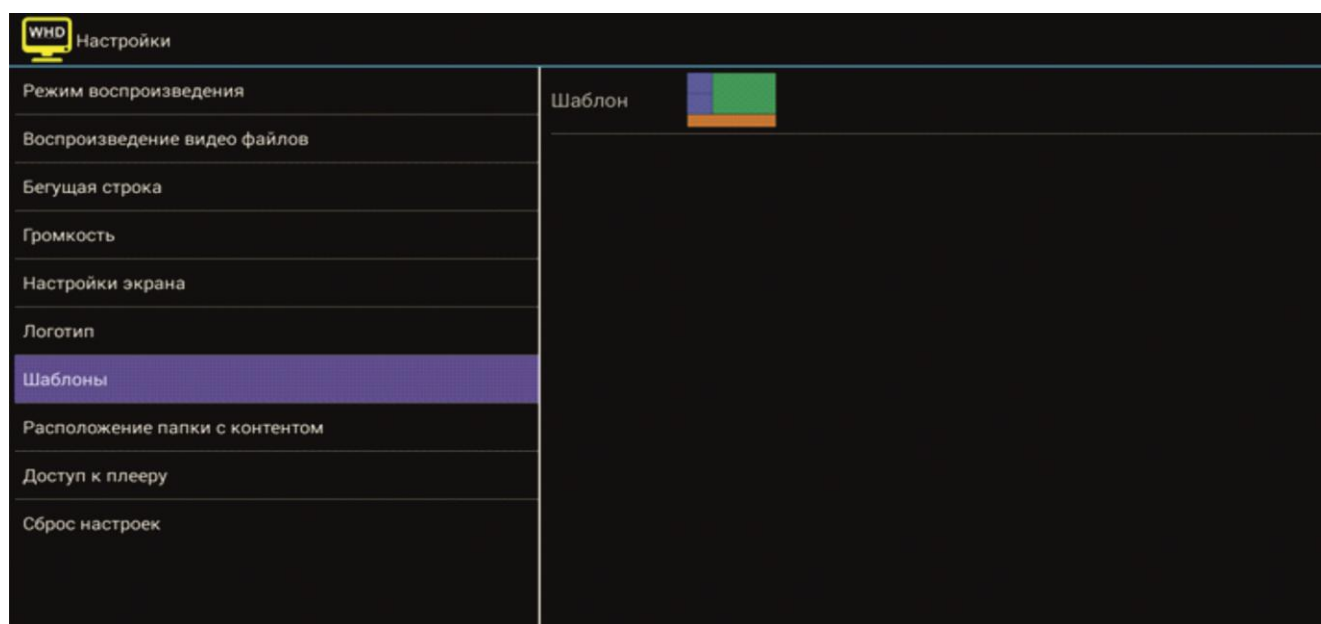 WHD
Настройки
Режим воспроизведения
Воспроизведение видео файлов
Бегущая строка
Громкость
Настройки экрана
Логотип
Шаблоны
Расположение папки с контентом
Доступ к плееру
Сброс настроек
Шаблон